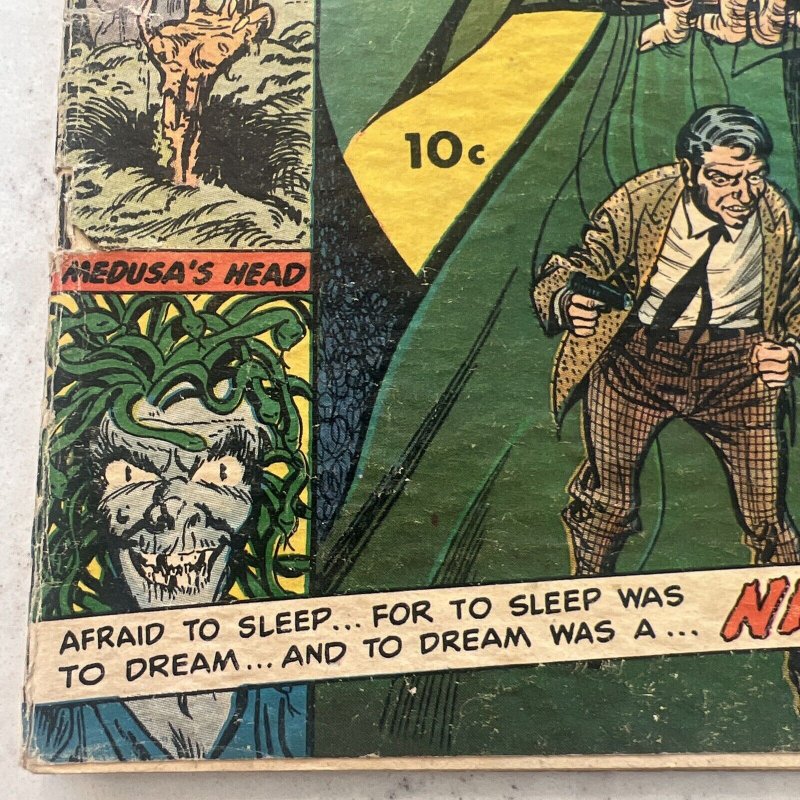 10c
MEDUSA'S HEAD
AFRAID TO SLEEP... FOR TO SLEEP WAS
TO DREAM... AND TO DREAM WAS A...